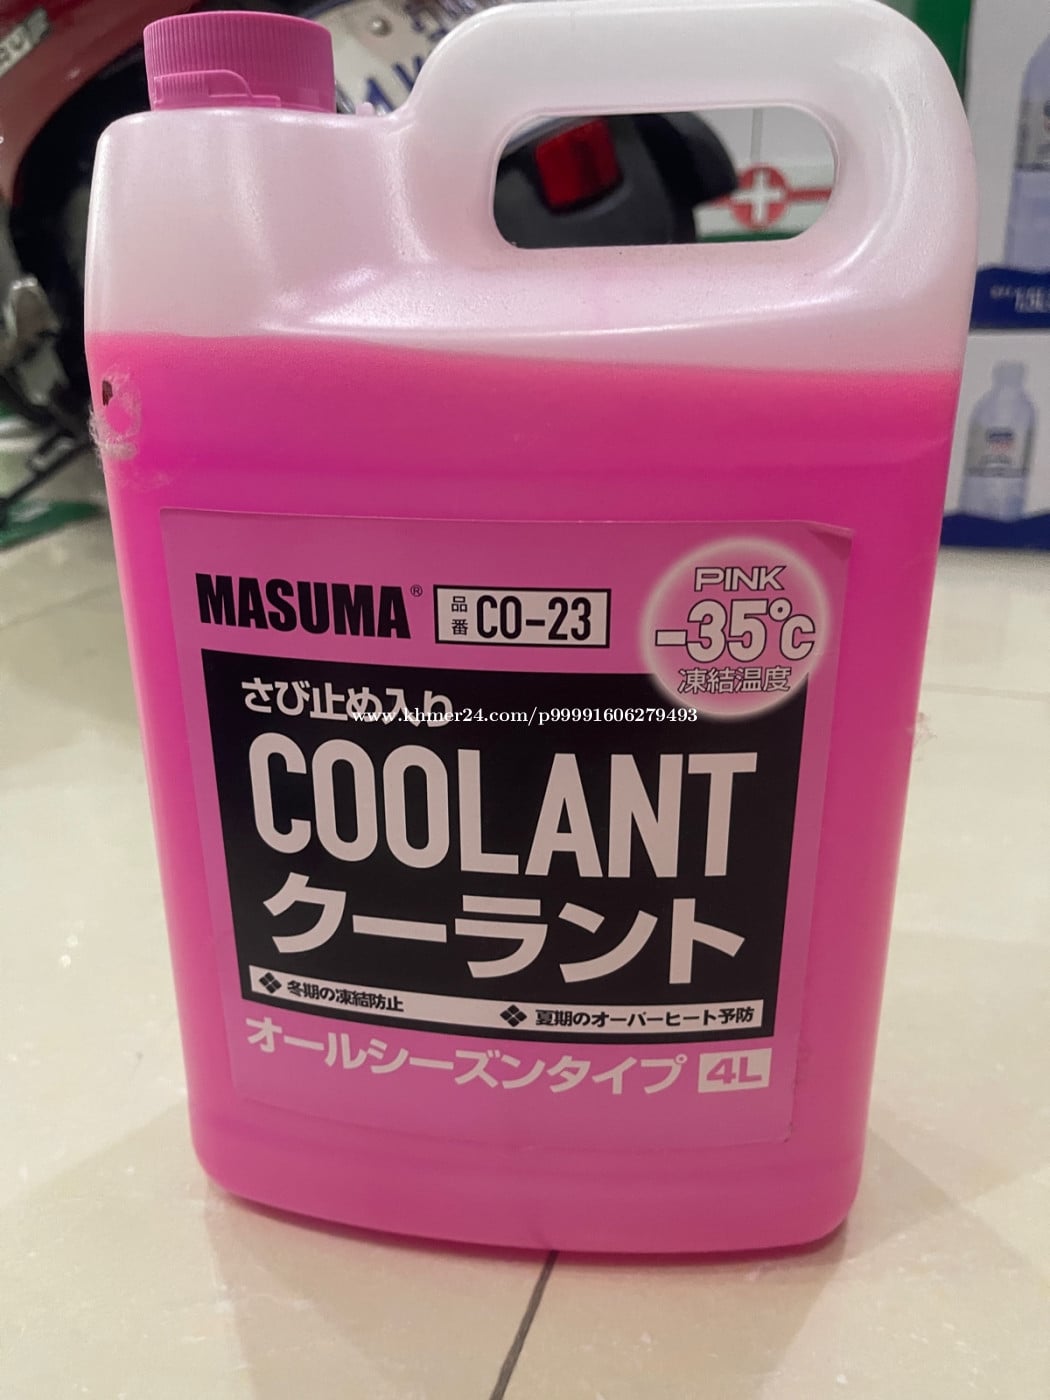 MASUMA®
品番 CO-23
PINK
-35℃
凍結温度
さび止め入り
www.khmer24.com/p99991606279493
COOLANT
クーラント
冬期の凍結防止
夏期のオーバーヒート予防
オールシーズンタイプ 4L